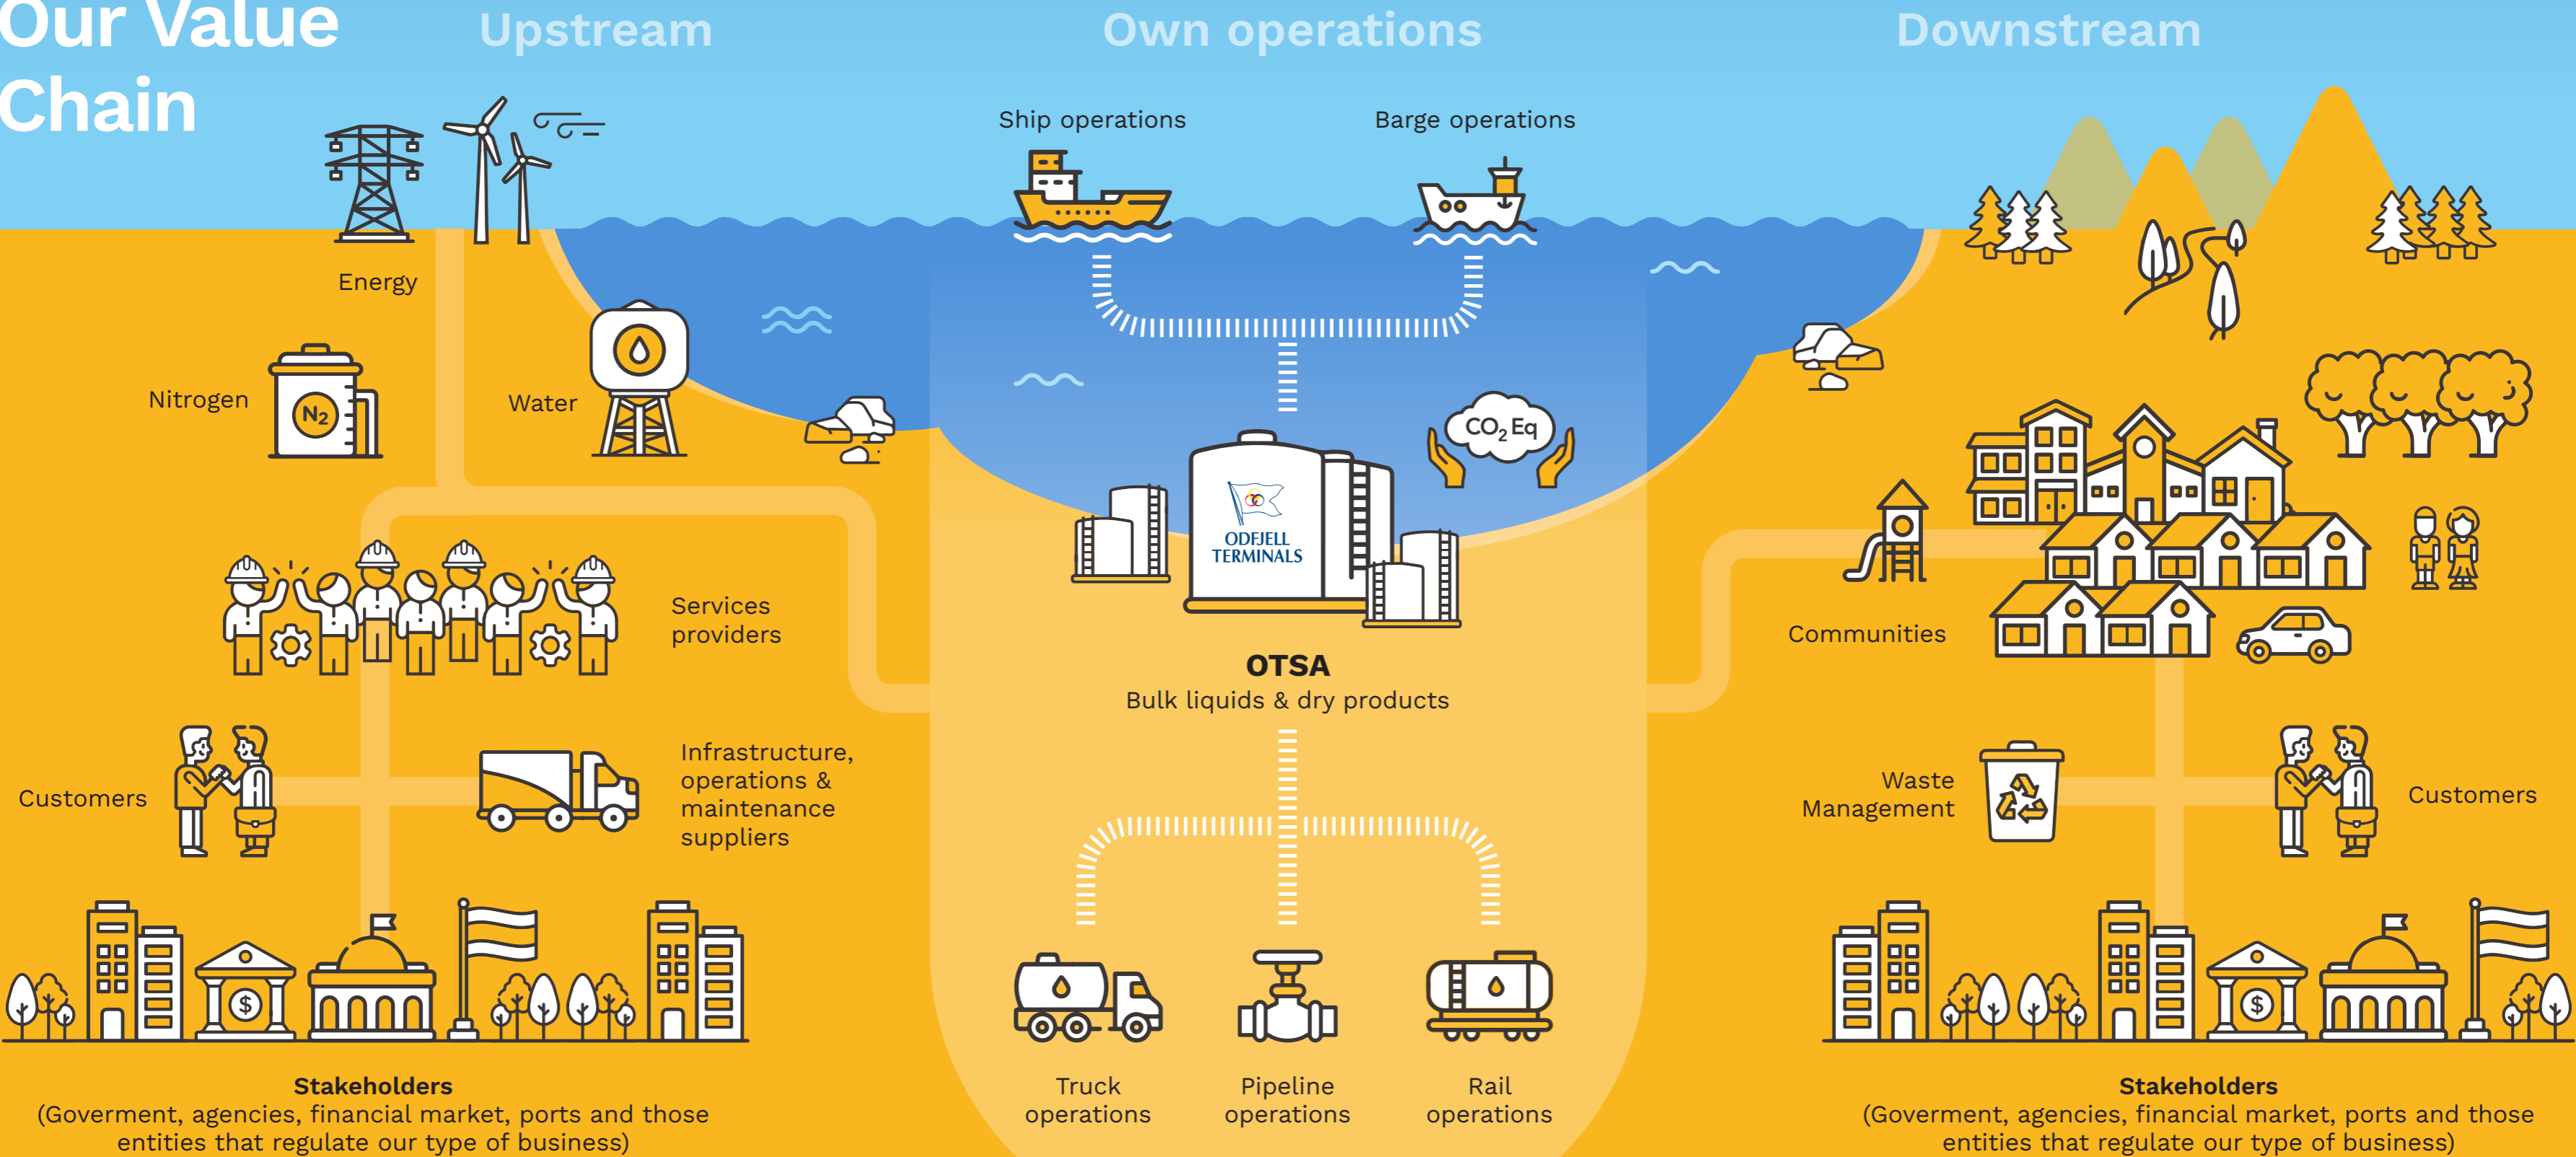 Our Value
Chain
Upstream
Own operations
Downstream
Ship operations
Barge operations
Energy
Nitrogen
N2
Water
CO2 Eq
ODFJELL
TERMINALS
Services
providers
OTSA
Bulk liquids & dry products
Communities
Customers
Infrastructure,
operations &
maintenance
suppliers
Waste
Management
Customers
$
$
Truck
operations
Pipeline
operations
Rail
operations
Stakeholders
(Goverment, agencies, financial market, ports and those
entities that regulate our type of business)
Stakeholders
(Goverment, agencies, financial market, ports and those
entities that regulate our type of business)